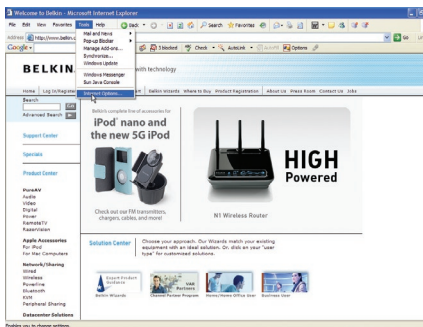 Welcome to Belkin - Microsoft Internet Explorer
File Edit View Favorites Tools Help
Back Search Favorites
Address http://www.belkin.c
Go
Google 3 blocked Check AutoLink Options
Mail and News
Pop-up Blocker
Manage Add-ons...
Synchronize...
Windows Update
Windows Messenger
Sun Java Console
Internet Options...
BELKIN
with technology
Home Log In/Register Belkin Wizards Where to Buy Product Registration About Us Press Room Contact Us Jobs
Search
Advanced Search
Support Center
Specials
Product Center
PureAV
Audio
Video
Digital
Power
RemoteTV
RazerVision
Apple Accessories
For iPod
For Mac Computers
Network/Sharing
Wired
Wireless
Powerline
Bluetooth
KVM
Peripheral Sharing
Datacenter Solutions
Belkin's complete line of accessories for
iPod nano and
the new 5G iPod
Check out our FM transmitters,
chargers, cables, and more!
HIGH
Powered
N1 Wireless Router
Solution Center
Choose your approach. Our Wizards match your existing
equipment with an ideal solution. Or, click on your "user
type" for customized solutions.
Expert Product
Guidance
Belkin Wizards
VAR
Partners
Channel Partner Program
Home/Home Office User
Business User
Enables you to change settings.